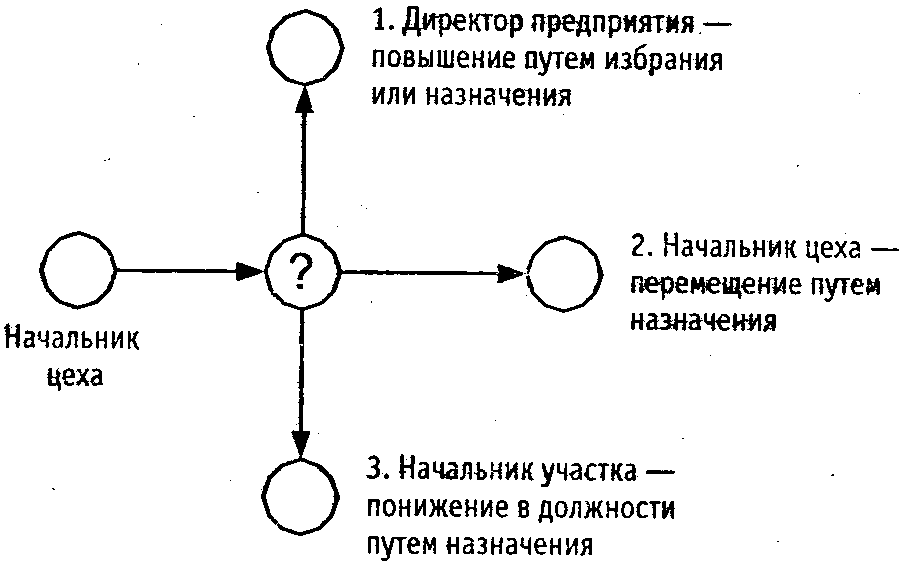 1. Директор предприятия —
повышение путем избрания
или назначения
?
2. Начальник цеха —
перемещение путем
назначения
Начальник
цеха
3. Начальник участка —
понижение в должности
путем назначения